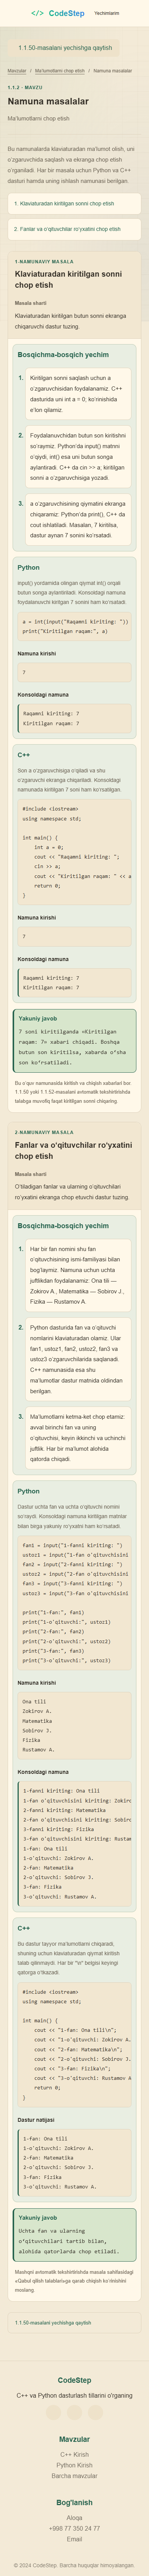 </> CodeStep Yechimlarim
1.1.50-masalani yechishga qaytish
Mavzular / Ma'lumotlarni chop etish / Namuna masalalar
1.1.2 · MAVZU
Namuna masalalar
Ma'lumotlarni chop etish
Bu namunalarda klaviaturadan ma'lumot olish, uni
o'zgaruvchida saqlash va ekranga chop etish
o'rganiladi. Har bir masala uchun Python va C++
dasturi hamda uning ishlash namunasi berilgan.
1. Klaviaturadan kiritilgan sonni chop etish
2. Fanlar va o'qituvchilar ro'yxatini chop etish
1-NAMUNAVIY MASALA
Klaviaturadan kiritilgan sonni
chop etish
Masala sharti
Klaviaturadan kiritilgan butun sonni ekranga
chiqaruvchi dastur tuzing.
Bosqichma-bosqich yechim
1. Kiritilgan sonni saqlash uchun a
o'zgaruvchisidan foydalanamiz. C++
dasturida uni int a = 0; ko'rinishida
e'lon qilamiz.
2. Foydalanuvchidan butun son kiritishni
so'raymiz. Python'da input() matnni
o'qiydi, int() esa uni butun songa
aylantiradi. C++ da cin >> a; kiritilgan
sonni a o'zgaruvchisiga yozadi.
3. a o'zgaruvchisining qiymatini ekranga
chiqaramiz: Python'da print(), C++ da
cout ishlatiladi. Masalan, 7 kiritilsa,
dastur aynan 7 sonini ko'rsatadi.
Python
input() yordamida olingan qiymat int() orqali
butun songa aylantiriladi. Konsoldagi namunada
foydalanuvchi kiritgan 7 sonini ham ko'rsatadi.
a = int(input("Raqamni kiriting: "))
print("Kiritilgan raqam:", a)
Namuna kirishi
7
Konsoldagi namuna
Raqamni kiriting: 7
Kiritilgan raqam: 7
C++
Son a o'zgaruvchisiga o'qiladi va shu
o'zgaruvchi ekranga chiqariladi. Konsoldagi
namunada kiritilgan 7 soni ham ko'rsatilgan.
#include <iostream>
using namespace std;
int main() {
int a = 0;
cout << "Raqamni kiriting: ";
cin >> a;
cout << "Kiritilgan raqam: " << a
return 0;
}
Namuna kirishi
7
Konsoldagi namuna
Raqamni kiriting: 7
Kiritilgan raqam: 7
Yakuniy javob
7 soni kiritilganda «Kiritilgan
raqam: 7» xabari chiqadi. Boshqa
butun son kiritilsa, xabarda o'sha
son ko'rsatiladi.
Bu o'quv namunasida kiritish va chiqish xabarlari bor.
1.1.50 yoki 1.1.52-masalani avtomatik tekshirtirishda
talabga muvofiq faqat kiritilgan sonni chiqaring.
2-NAMUNAVIY MASALA
Fanlar va o'qituvchilar ro'yxatini
chop etish
Masala sharti
O'tiladigan fanlar va ularning o'qituvchilari
ro'yxatini ekranga chop etuvchi dastur tuzing.
Bosqichma-bosqich yechim
1. Har bir fan nomini shu fan
o'qituvchisining ismi-familiyasi bilan
bog'laymiz. Namuna uchun uchta
juftlikdan foydalanamiz: Ona tili —
Zokirov A., Matematika — Sobirov J.,
Fizika — Rustamov A.
2. Python dasturida fan va o'qituvchi
nomlarini klaviaturadan olamiz. Ular
fan1, ustoz1, fan2, ustoz2, fan3 va
ustoz3 o'zgaruvchilarida saqlanadi.
C++ namunasida esa shu
ma'lumotlar dastur matnida oldindan
berilgan.
3. Ma'lumotlarni ketma-ket chop etamiz:
avval birinchi fan va uning
o'qituvchisi, keyin ikkinchi va uchinchi
juftlik. Har bir ma'lumot alohida
qatorda chiqadi.
Python
Dastur uchta fan va uchta o'qituvchi nomini
so'raydi. Konsoldagi namuna kiritilgan matnlar
bilan birga yakuniy ro'yxatni ham ko'rsatadi.
fan1 = input("1-fanni kiriting: ")
ustoz1 = input("1-fan o'qituvchisini
fan2 = input("2-fanni kiriting: ")
ustoz2 = input("2-fan o'qituvchisini
fan3 = input("3-fanni kiriting: ")
ustoz3 = input("3-fan o'qituvchisini
print("1-fan:", fan1)
print("1-o'qituvchi:", ustoz1)
print("2-fan:", fan2)
print("2-o'qituvchi:", ustoz2)
print("3-fan:", fan3)
print("3-o'qituvchi:", ustoz3)
Namuna kirishi
Ona tili
Zokirov A.
Matematika
Sobirov J.
Fizika
Rustamov A.
Konsoldagi namuna
1-fanni kiriting: Ona tili
1-fan o'qituvchisini kiriting: Zokiro
2-fanni kiriting: Matematika
2-fan o'qituvchisini kiriting: Sobiro
3-fanni kiriting: Fizika
3-fan o'qituvchisini kiriting: Rustam
1-fan: Ona tili
1-o'qituvchi: Zokirov A.
2-fan: Matematika
2-o'qituvchi: Sobirov J.
3-fan: Fizika
3-o'qituvchi: Rustamov A.
C++
Bu dastur tayyor ma'lumotlarni chiqaradi,
shuning uchun klaviaturadan qiymat kiritish
talab qilinmaydi. Har bir "\n" belgisi keyingi
qatorga o'tkazadi.
#include <iostream>
using namespace std;
int main() {
cout << "1-fan: Ona tili\n";
cout << "1-o'qituvchi: Zokirov A.
cout << "2-fan: Matematika\n";
cout << "2-o'qituvchi: Sobirov J.
cout << "3-fan: Fizika\n";
cout << "3-o'qituvchi: Rustamov A
return 0;
}
Dastur natijasi
1-fan: Ona tili
1-o'qituvchi: Zokirov A.
2-fan: Matematika
2-o'qituvchi: Sobirov J.
3-fan: Fizika
3-o'qituvchi: Rustamov A.
Yakuniy javob
Uchta fan va ularning
o'qituvchilari tartib bilan,
alohida qatorlarda chop etiladi.
Mashqni avtomatik tekshirtirishda masala sahifasidagi
«Qabul qilish talablari»ga qarab chiqish ko'rinishini
moslang.
1.1.50-masalani yechishga qaytish
CodeStep
C++ va Python dasturlash tillarini o'rganing
Mavzular
C++ Kirish
Python Kirish
Barcha mavzular
Bog'lanish
Aloqa
+998 77 350 24 77
Email
© 2024 CodeStep. Barcha huquqlar himoyalangan.